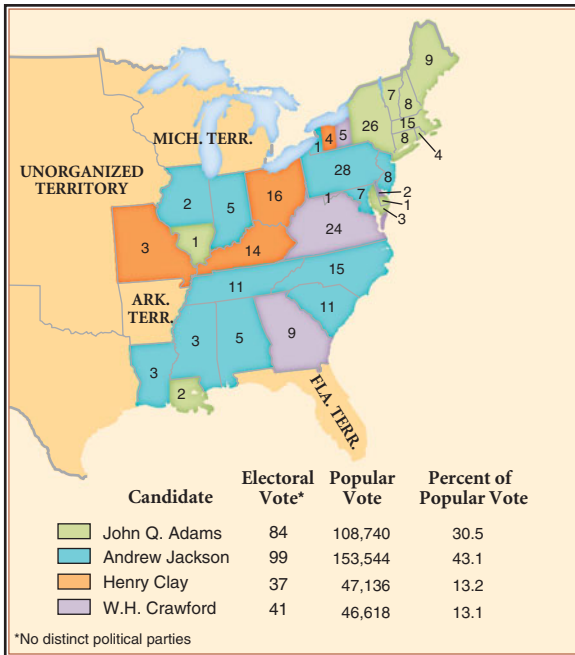 9
7
8
26
15
8
4
MICH. TERR.
1
4
5
UNORGANIZED
TERRITORY
28
8
2
5
16
1
7
2
1
3
24
3
1
14
15
11
ARK.
TERR.
11
3
5
9
3
2
FLA. TERR.
Candidate Electoral Vote* Popular Vote Percent of Popular Vote
John Q. Adams 84 108,740 30.5
Andrew Jackson 99 153,544 43.1
Henry Clay 37 47,136 13.2
W.H. Crawford 41 46,618 13.1
*No distinct political parties